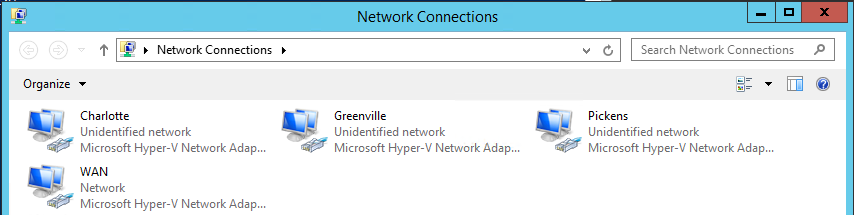 Network Connections
Network Connections
Search Network Connections
Organize
Charlotte
Unidentified network
Microsoft Hyper-V Network Adap...
Greenville
Unidentified network
Microsoft Hyper-V Network Adap...
Pickens
Unidentified network
Microsoft Hyper-V Network Adap...
WAN
Network
Microsoft Hyper-V Network Adap...